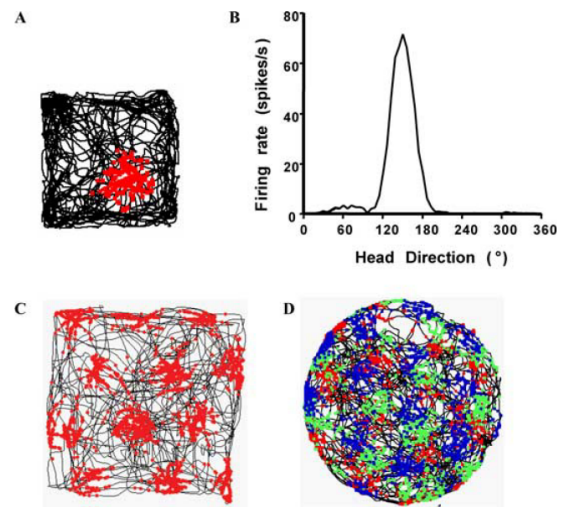 A
B
80
60
40
20
0
Firing rate (spikes/s)
0 60 120 180 240 300 360
Head Direction (°)
C
D